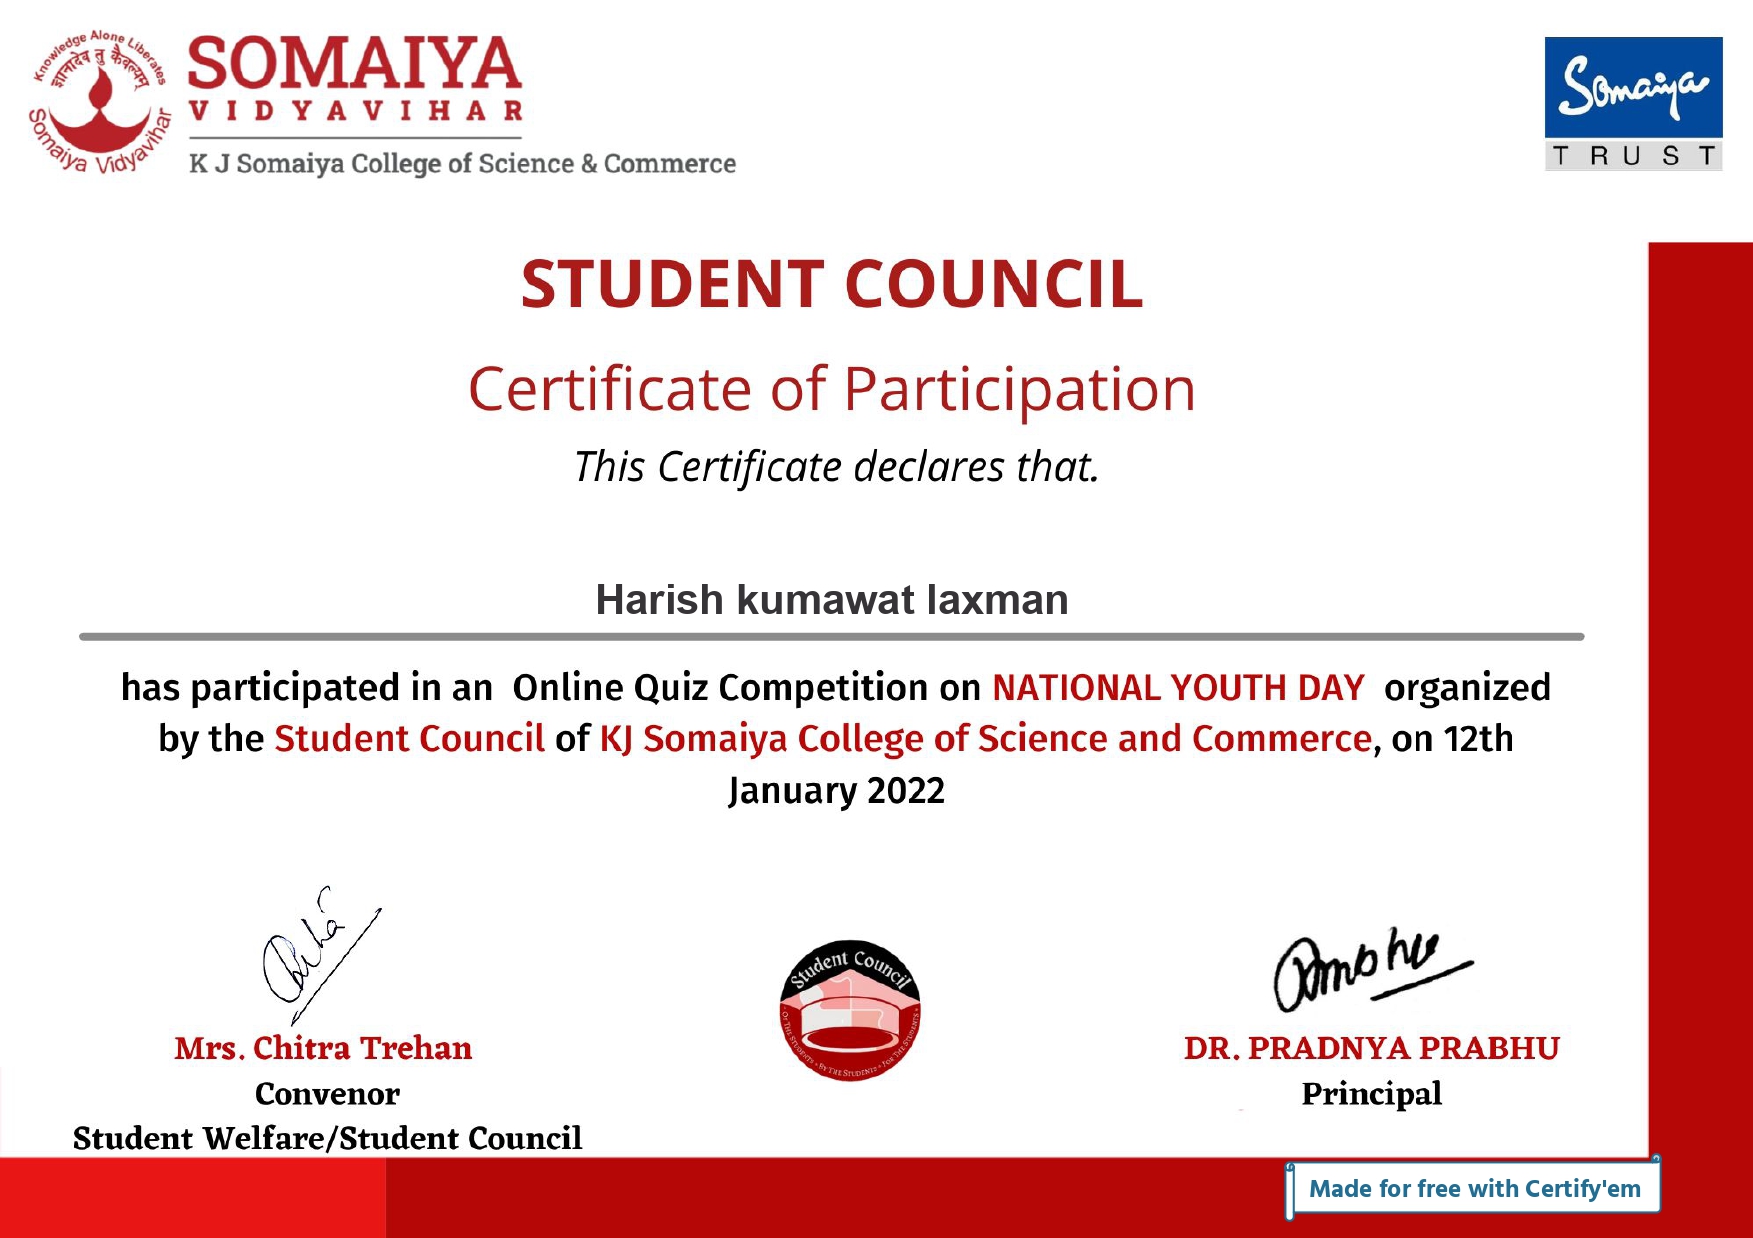 Knowledge Alone Liberates
ज्ञानादेव तु कैवल्यम्
Somaiya Vidyavihar
SOMAIYA
VIDYAVIHAR
K J Somaiya College of Science & Commerce
Somaiya
TRUST
STUDENT COUNCIL
Certificate of Participation
This Certificate declares that.
Harish kumawat laxman
has participated in an  Online Quiz Competition on NATIONAL YOUTH DAY  organized
by the Student Council of KJ Somaiya College of Science and Commerce, on 12th
January 2022
Mrs. Chitra Trehan
Convenor
Student Welfare/Student Council
Student Council
• Of The Students • By The Students • For The Students •
DR. PRADNYA PRABHU
Principal
Made for free with Certify'em